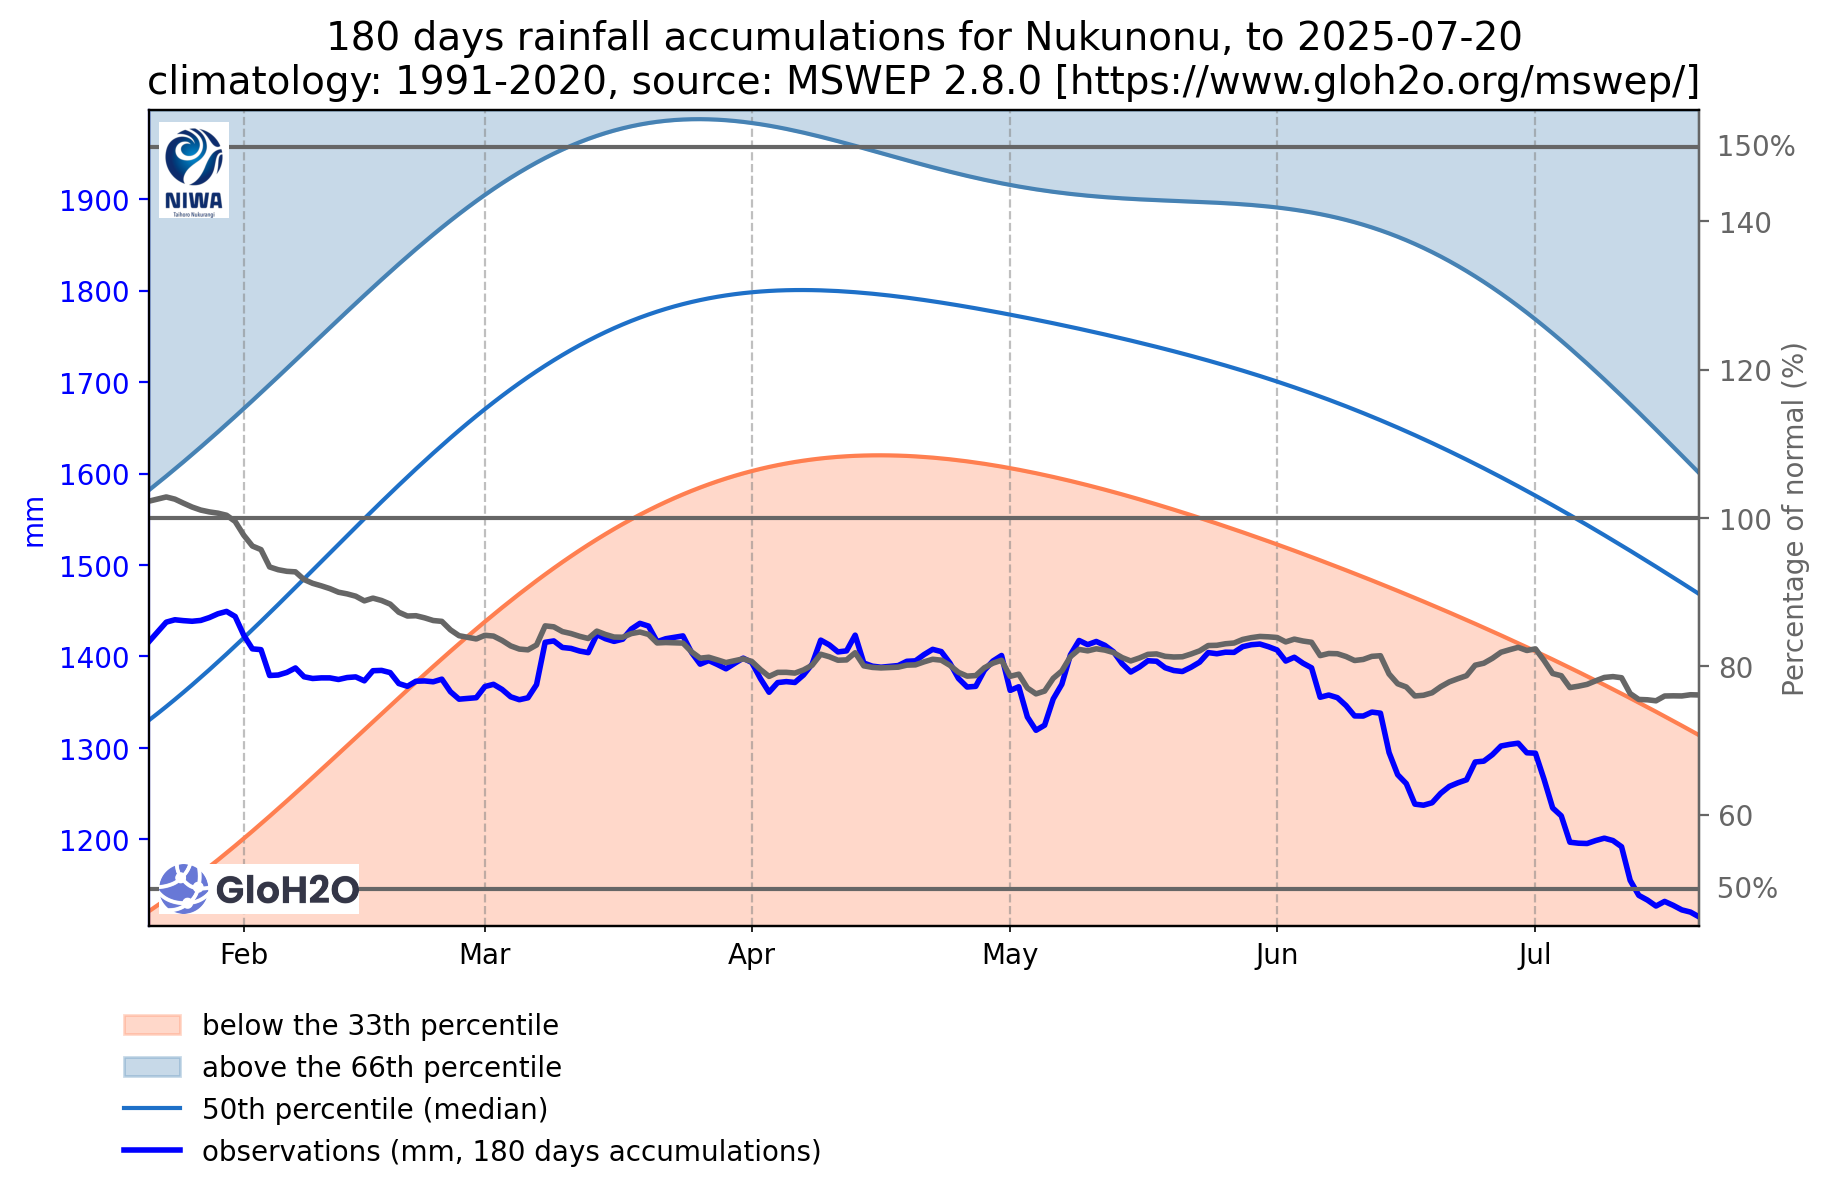 180 days rainfall accumulations for Nukunonu, to 2025-07-20
climatology: 1991-2020, source: MSWEP 2.8.0 [https://www.gloh2o.org/mswep/]
NIWA
Taihoro Nukurangi
150%
1900
140
1800
1700
120
1600
mm
100
Percentage of normal (%)
1500
1400
80
1300
1200
60
GloH2O
50%
Feb
Mar
Apr
May
Jun
Jul
below the 33th percentile
above the 66th percentile
50th percentile (median)
observations (mm, 180 days accumulations)